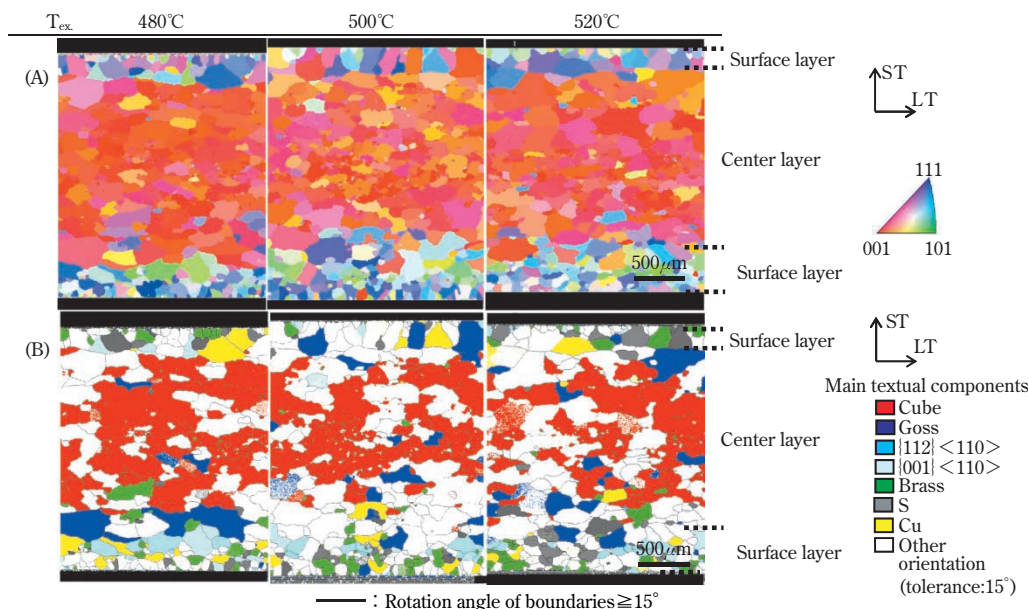 Tex. 480℃ 500℃ 520℃
(A)
Surface layer
Center layer
Surface layer
500μm
ST
LT
111
001 101
(B)
Surface layer
Center layer
Surface layer
500μm
ST
LT
Main textual components
Cube
Goss
{112}<110>
{001}<110>
Brass
S
Cu
Other
orientation
(tolerance:15°)
: Rotation angle of boundaries≧15°